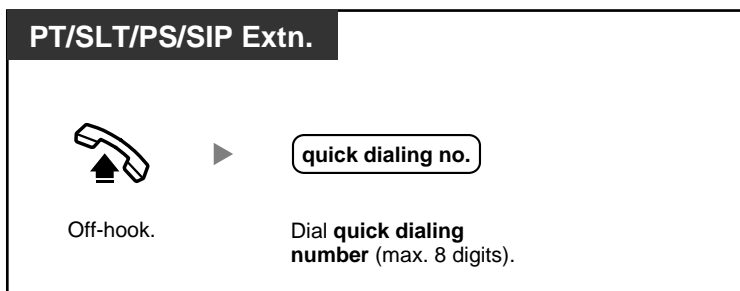 PT/SLT/PS/SIP Extn.
quick dialing no.
Off-hook.
Dial quick dialing
number (max. 8 digits).